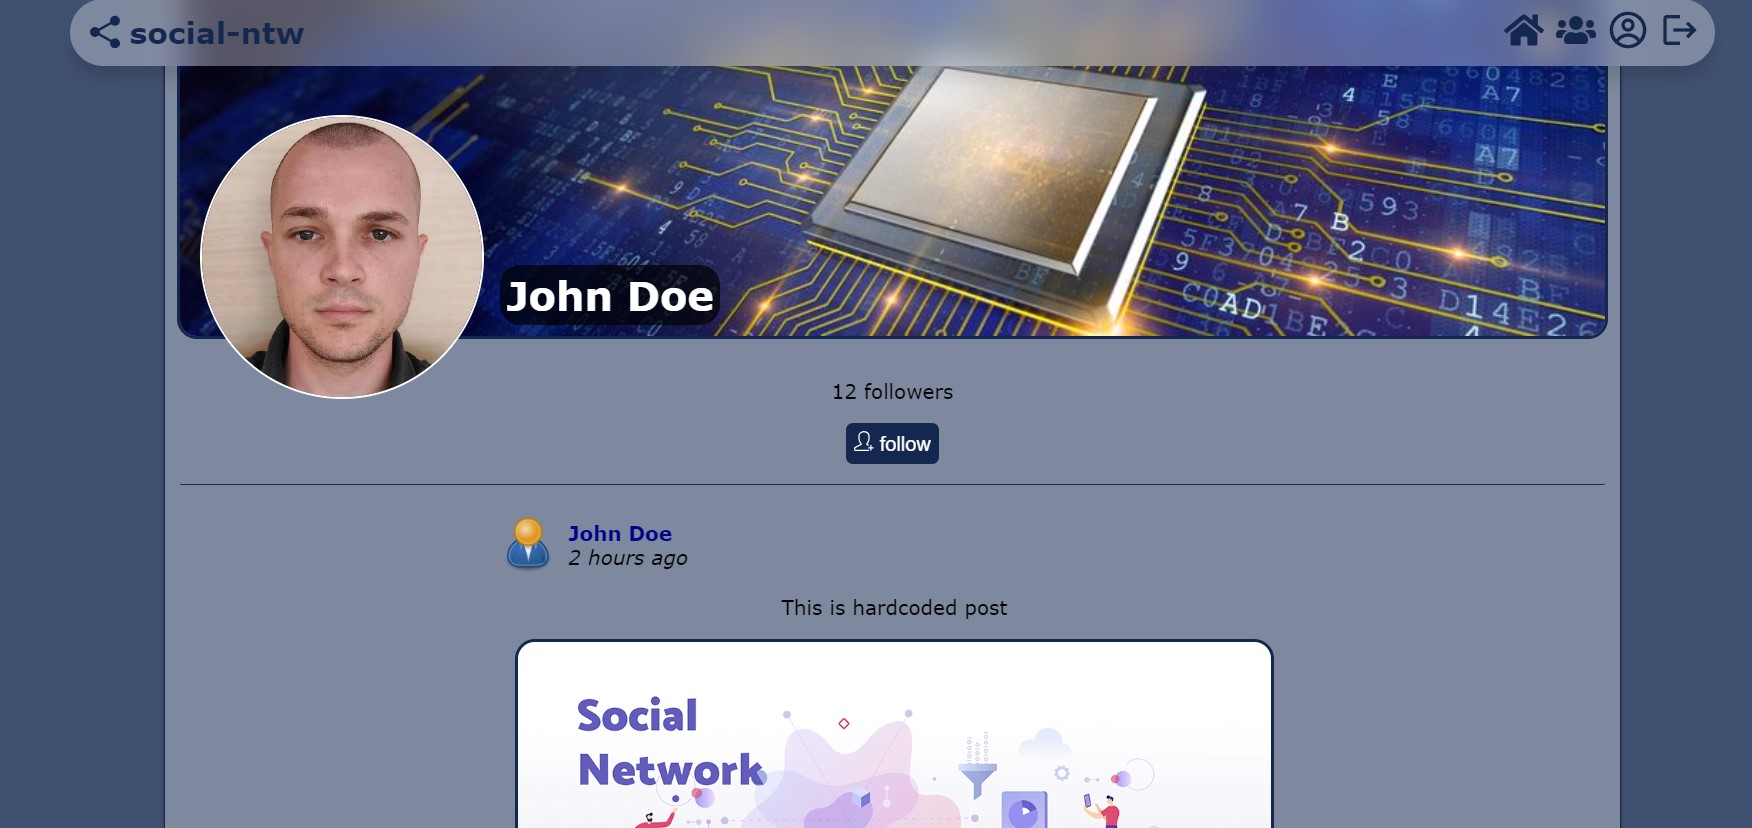 social-ntw
John Doe
12 followers
follow
John Doe
2 hours ago
This is hardcoded post
Social
Network